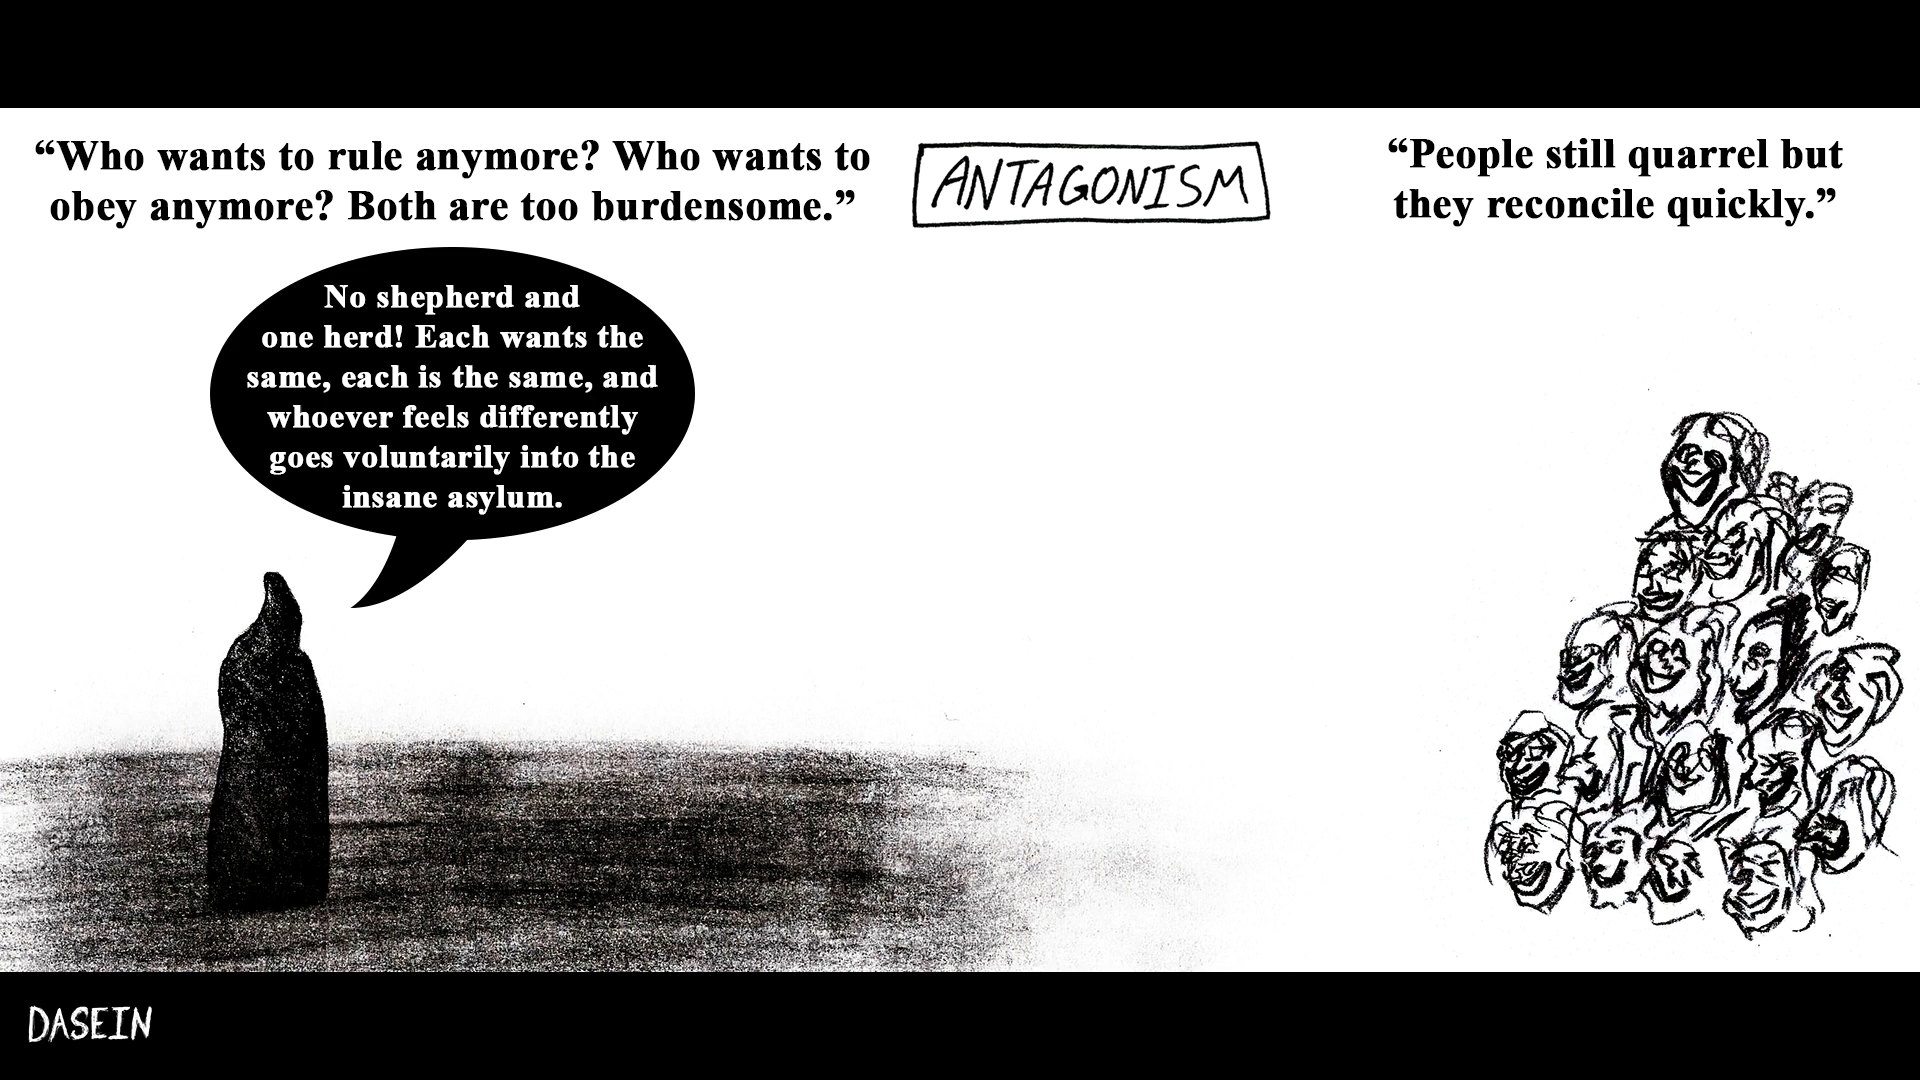 “Who wants to rule anymore? Who wants to
obey anymore? Both are too burdensome.”
ANTAGONISM
“People still quarrel but
they reconcile quickly.”
No shepherd and
one herd! Each wants the
same, each is the same, and
whoever feels differently
goes voluntarily into the
insane asylum.
DASEIN